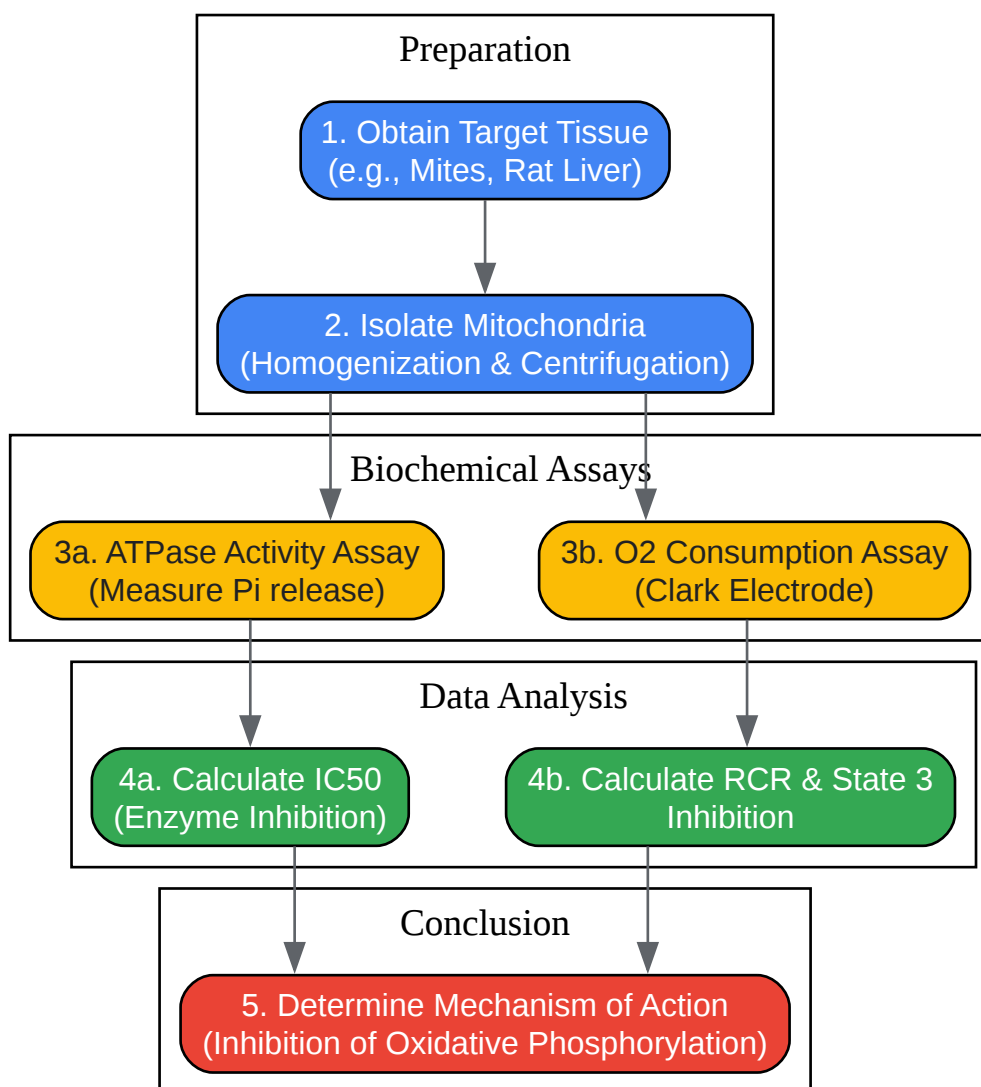 Preparation
1. Obtain Target Tissue
(e.g., Mites, Rat Liver)
2. Isolate Mitochondria
(Homogenization & Centrifugation)
Biochemical Assays
3a. ATPase Activity Assay
(Measure Pi release)
3b. O2 Consumption Assay
(Clark Electrode)
Data Analysis
4a. Calculate IC50
(Enzyme Inhibition)
4b. Calculate RCR & State 3
Inhibition
Conclusion
5. Determine Mechanism of Action
(Inhibition of Oxidative Phosphorylation)